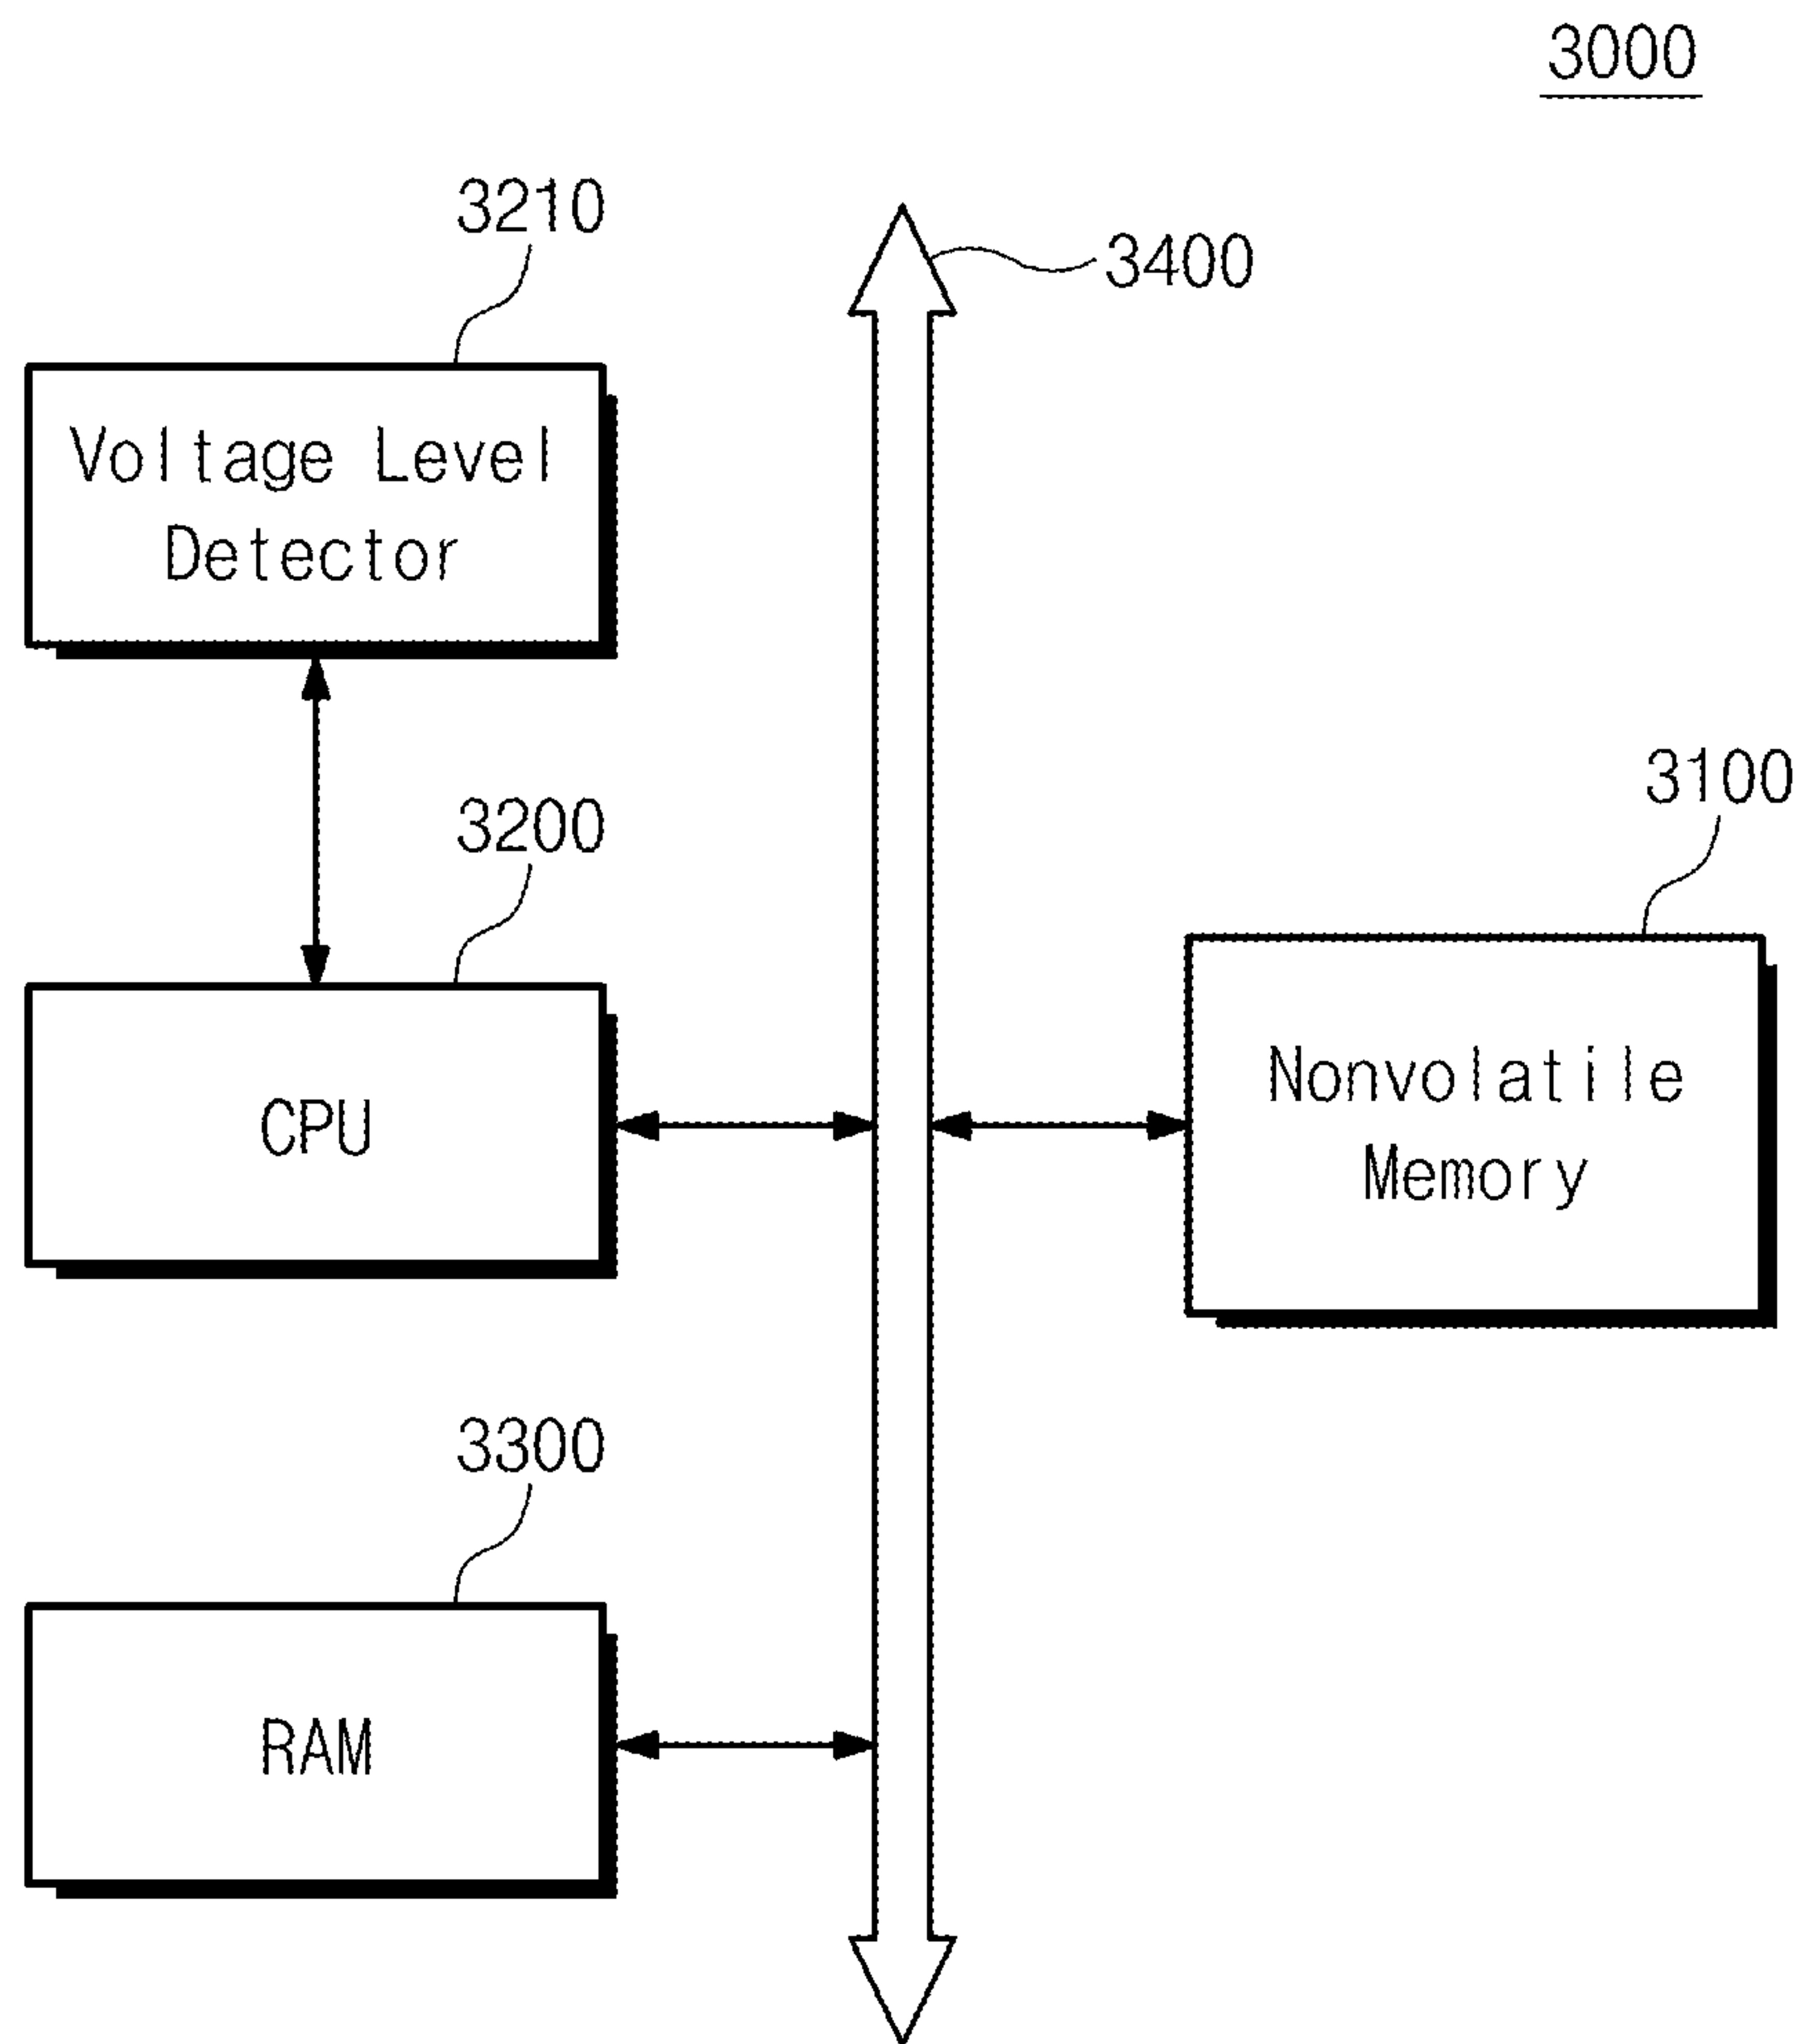 3000
3210
3400
Voltage Level
Detector
3200
3100
CPU
Nonvolatile
Memory
3300
RAM